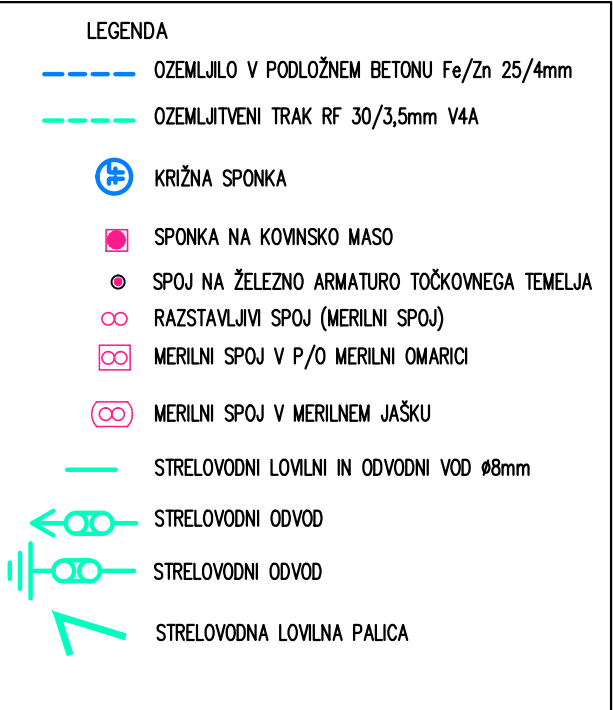 LEGENDA
OZEMLJILO V PODLOŽNEM BETONU Fe/Zn 25/4mm
OZEMLJITVENI TRAK RF 30/3,5mm V4A
KRIŽNA SPONKA
SPONKA NA KOVINSKO MASO
SPOJ NA ŽELEZNO ARMATURO TOČKOVNEGA TEMELJA
RAZSTAVLJIVI SPOJ (MERILNI SPOJ)
MERILNI SPOJ V P/O MERILNI OMARICI
MERILNI SPOJ V MERILNEM JAŠKU
STRELOVODNI LOVILNI IN ODVODNI VOD ø8mm
STRELOVODNI ODVOD
STRELOVODNI ODVOD
STRELOVODNA LOVILNA PALICA